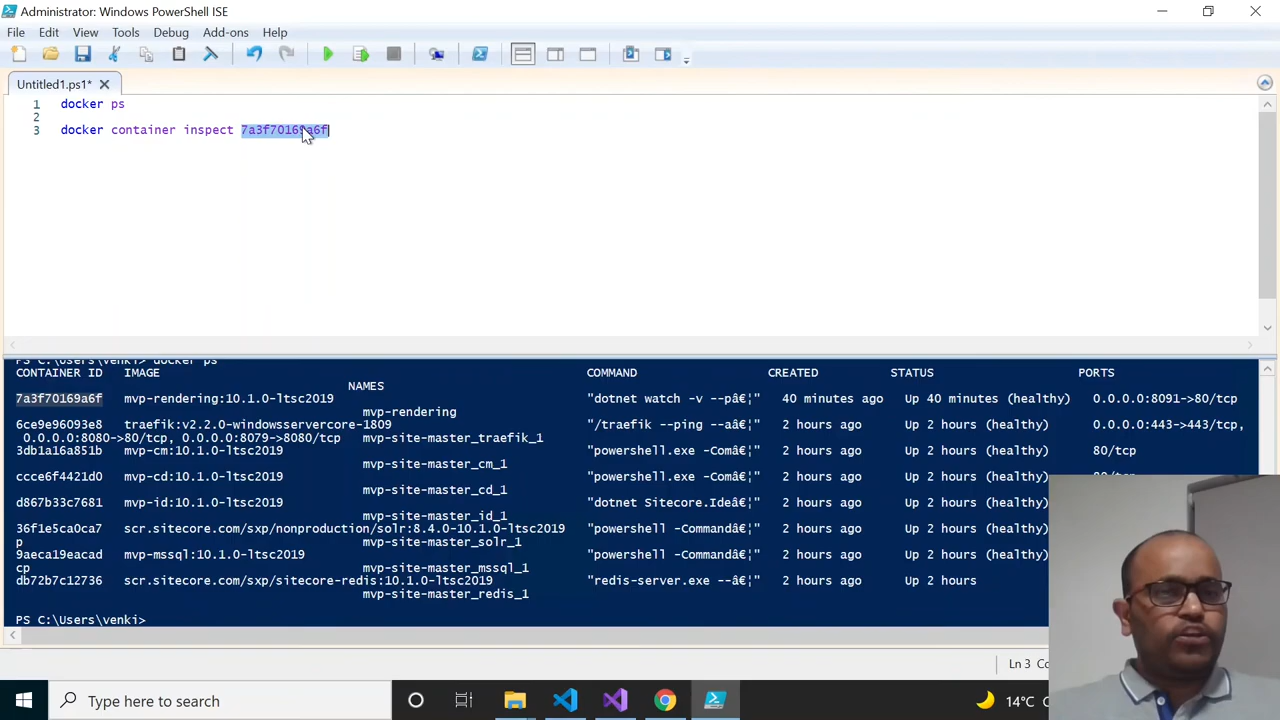 Administrator: Windows PowerShell ISE
File Edit View Tools Debug Add-ons Help
Untitled1.ps1*
1 docker ps
2
3 docker container inspect 7a3f70169a6f
PS C:\Users\venki> docker ps
CONTAINER ID IMAGE COMMAND CREATED STATUS PORTS
NAMES
7a3f70169a6f mvp-rendering:10.1.0-ltsc2019 "dotnet watch -v --pâ€¦" 40 minutes ago Up 40 minutes (healthy) 0.0.0.0:8091->80/tcp
mvp-rendering
6ce9e96093e8 traefik:v2.2.0-windowsservercore-1809 "/traefik --ping --aâ€¦" 2 hours ago Up 2 hours (healthy) 0.0.0.0:443->443/tcp,
0.0.0.0:8080->80/tcp, 0.0.0.0:8079->8080/tcp mvp-site-master_traefik_1
3db1a16a851b mvp-cm:10.1.0-ltsc2019 "powershell.exe -Comâ€¦" 2 hours ago Up 2 hours (healthy) 80/tcp
mvp-site-master_cm_1
ccce6f4421d0 mvp-cd:10.1.0-ltsc2019 "powershell.exe -Comâ€¦" 2 hours ago Up 2 hours (healthy) 80/tcp
mvp-site-master_cd_1
d867b33c7681 mvp-id:10.1.0-ltsc2019 "dotnet Sitecore.Ideâ€¦" 2 hours ago Up 2 hours (healthy)
mvp-site-master_id_1
36f1e5ca0ca7 scr.sitecore.com/sxp/nonproduction/solr:8.4.0-10.1.0-ltsc2019 "powershell -Commandâ€¦" 2 hours ago Up 2 hours (healthy)
p mvp-site-master_solr_1
9aeca19eacad mvp-mssql:10.1.0-ltsc2019 "powershell -Commandâ€¦" 2 hours ago Up 2 hours (healthy)
cp mvp-site-master_mssql_1
db72b7c12736 scr.sitecore.com/sxp/sitecore-redis:10.1.0-ltsc2019 "redis-server.exe --â€¦" 2 hours ago Up 2 hours
mvp-site-master_redis_1
PS C:\Users\venki>
Ln 3
Type here to search
14°C